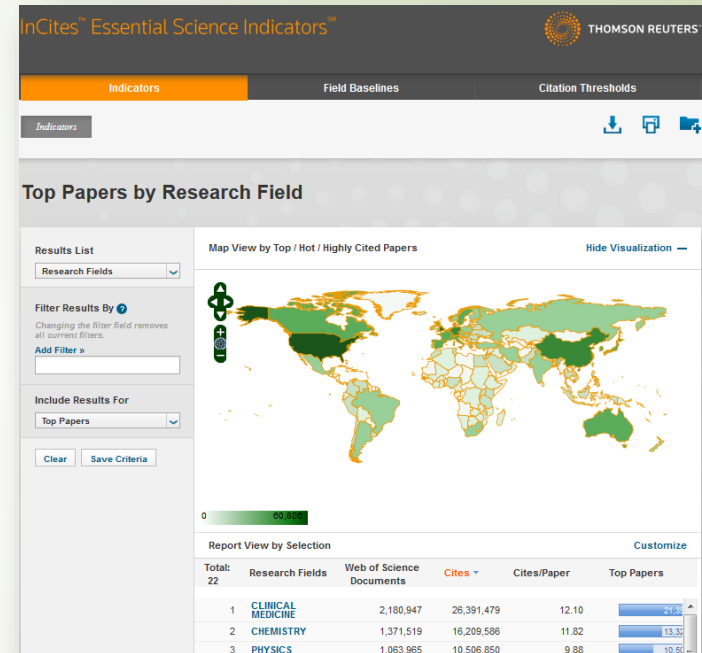 InCites™ Essential Science Indicators℠
THOMSON REUTERS™
Indicators Field Baselines Citation Thresholds
Indicators
Top Papers by Research Field
Results List
Research Fields
Filter Results By ?
Changing the filter field removes
all current filters.
Add Filter »
Include Results For
Top Papers
Clear Save Criteria
Map View by Top / Hot / Highly Cited Papers Hide Visualization —
0 60,806
Report View by Selection Customize
Total:
22
Research Fields
Web of Science
Documents
Cites
Cites/Paper
Top Papers
1 CLINICAL
MEDICINE
2,180,947 26,391,479 12.10
2 CHEMISTRY 1,371,519 16,209,586 11.82
3 PHYSICS 1,063,965 10,506,850 9.88